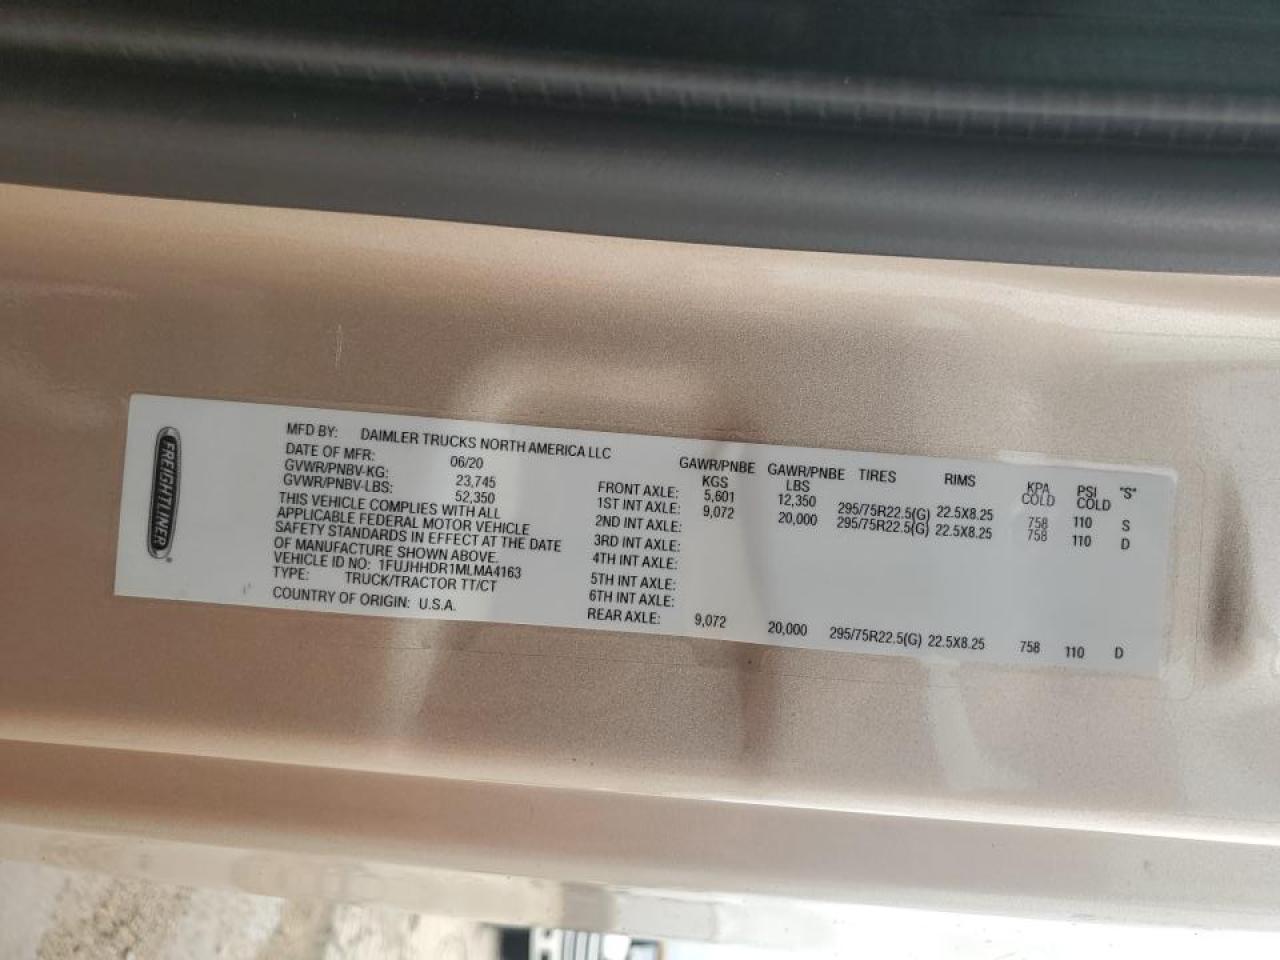 FREIGHTLINER®
MFD BY: DAIMLER TRUCKS NORTH AMERICA LLC
DATE OF MFR: 06/20
GVWR/PNBV-KG: 23,745
GVWR/PNBV-LBS: 52,350
THIS VEHICLE COMPLIES WITH ALL
APPLICABLE FEDERAL MOTOR VEHICLE
SAFETY STANDARDS IN EFFECT AT THE DATE
OF MANUFACTURE SHOWN ABOVE.
VEHICLE ID NO: 1FUJHHDR1MLMA4163
TYPE: TRUCK/TRACTOR TT/CT
COUNTRY OF ORIGIN: U.S.A.
GAWR/PNBE GAWR/PNBE TIRES RIMS KPA PSI "S"
KGS LBS COLD COLD
FRONT AXLE: 5,601 12,350 295/75R22.5(G) 22.5X8.25 758 110 S
1ST INT AXLE: 9,072 20,000 295/75R22.5(G) 22.5X8.25 758 110 D
2ND INT AXLE:
3RD INT AXLE:
4TH INT AXLE:
5TH INT AXLE:
6TH INT AXLE:
REAR AXLE: 9,072 20,000 295/75R22.5(G) 22.5X8.25 758 110 D